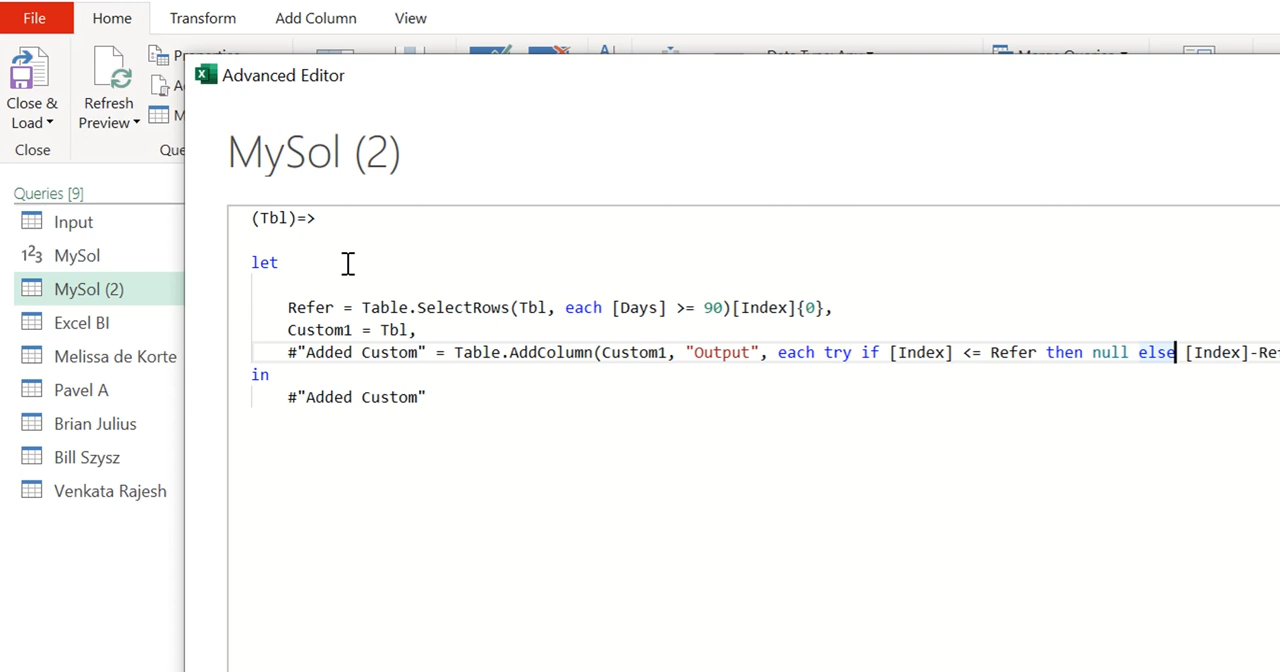 File Home Transform Add Column View
Close & Load
Refresh Preview
Close
Advanced Editor
MySol (2)
Queries [9]
Input
MySol
MySol (2)
Excel BI
Melissa de Korte
Pavel A
Brian Julius
Bill Szysz
Venkata Rajesh
(Tbl)=>
let
Refer = Table.SelectRows(Tbl, each [Days] >= 90)[Index]{0},
Custom1 = Tbl,
#"Added Custom" = Table.AddColumn(Custom1, "Output", each try if [Index] <= Refer then null else [Index]-Re
in
#"Added Custom"